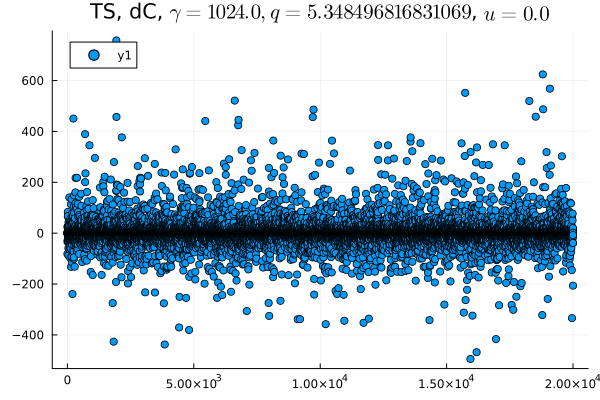 TS, dC, γ = 1024.0, q = 5.348496816831069, u = 0.0
y1
600
400
200
0
−200
−400
0 5.00×10³ 1.00×10⁴ 1.50×10⁴ 2.00×10⁴